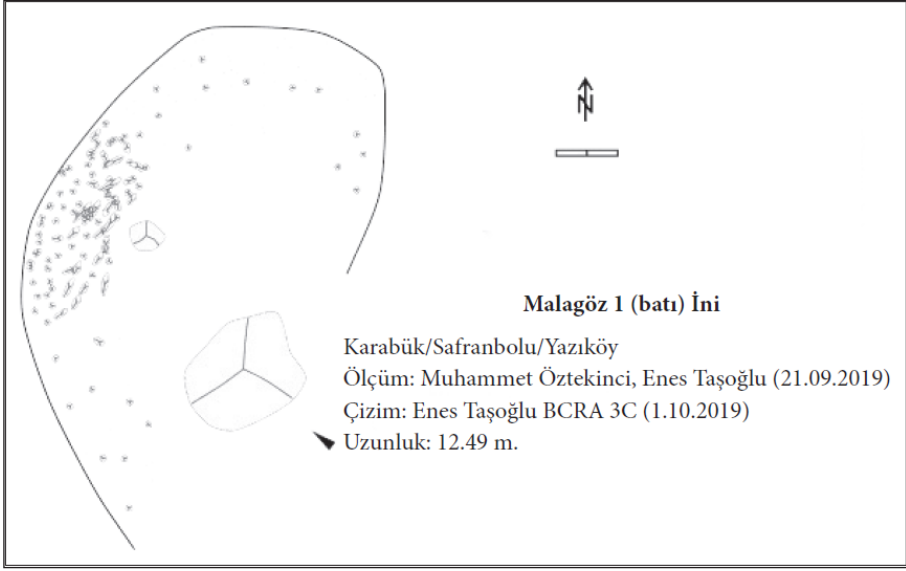 N
Malagöz 1 (batı) İni
Karabük/Safranbolu/Yazıköy
Ölçüm: Muhammet Öztekinci, Enes Taşoğlu (21.09.2019)
Çizim: Enes Taşoğlu BCRA 3C (1.10.2019)
Uzunluk: 12.49 m.